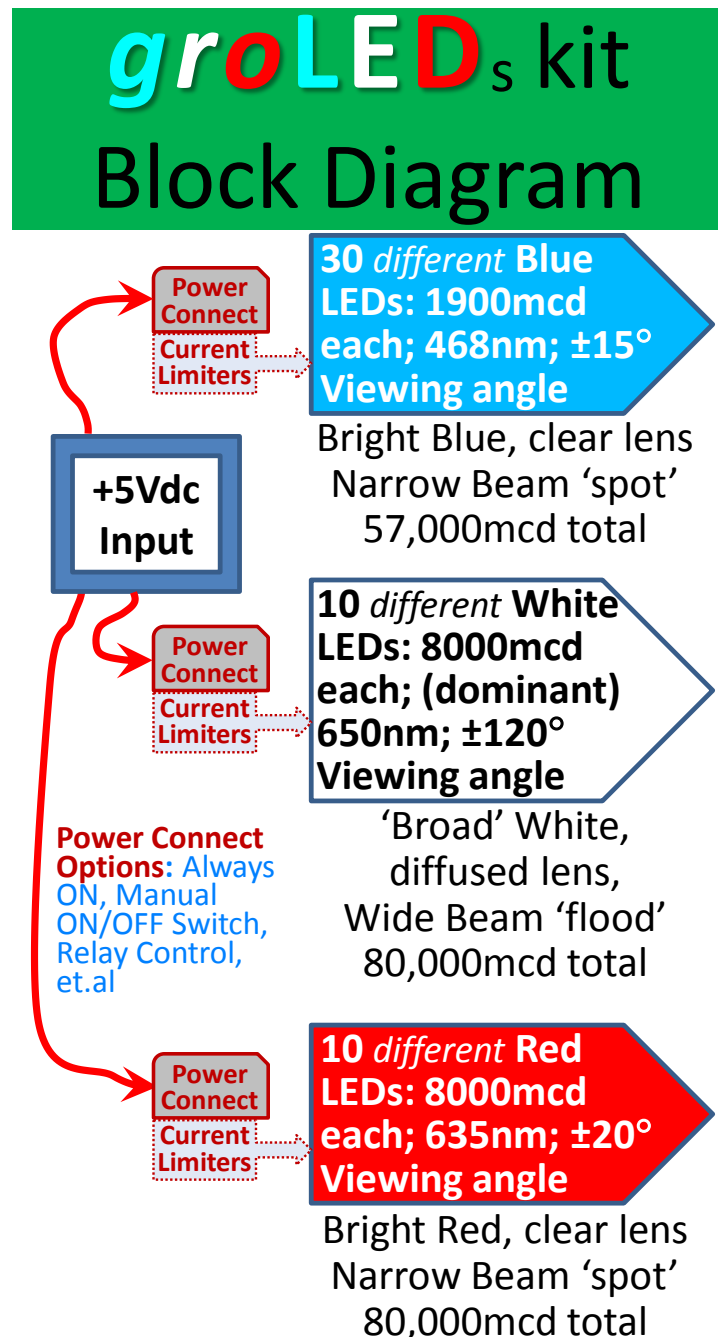 groLEDs kit
Block Diagram
Power
Connect
Current
Limiters
30 different Blue
LEDs: 1900mcd
each; 468nm; ±15°
Viewing angle
Bright Blue, clear lens
Narrow Beam ‘spot’
57,000mcd total
+5Vdc
Input
Power
Connect
Current
Limiters
10 different White
LEDs: 8000mcd
each; (dominant)
650nm; ±120°
Viewing angle
‘Broad’ White,
diffused lens,
Wide Beam ‘flood’
80,000mcd total
Power Connect
Options: Always
ON, Manual
ON/OFF Switch,
Relay Control,
et.al
Power
Connect
Current
Limiters
10 different Red
LEDs: 8000mcd
each; 635nm; ±20°
Viewing angle
Bright Red, clear lens
Narrow Beam ‘spot’
80,000mcd total